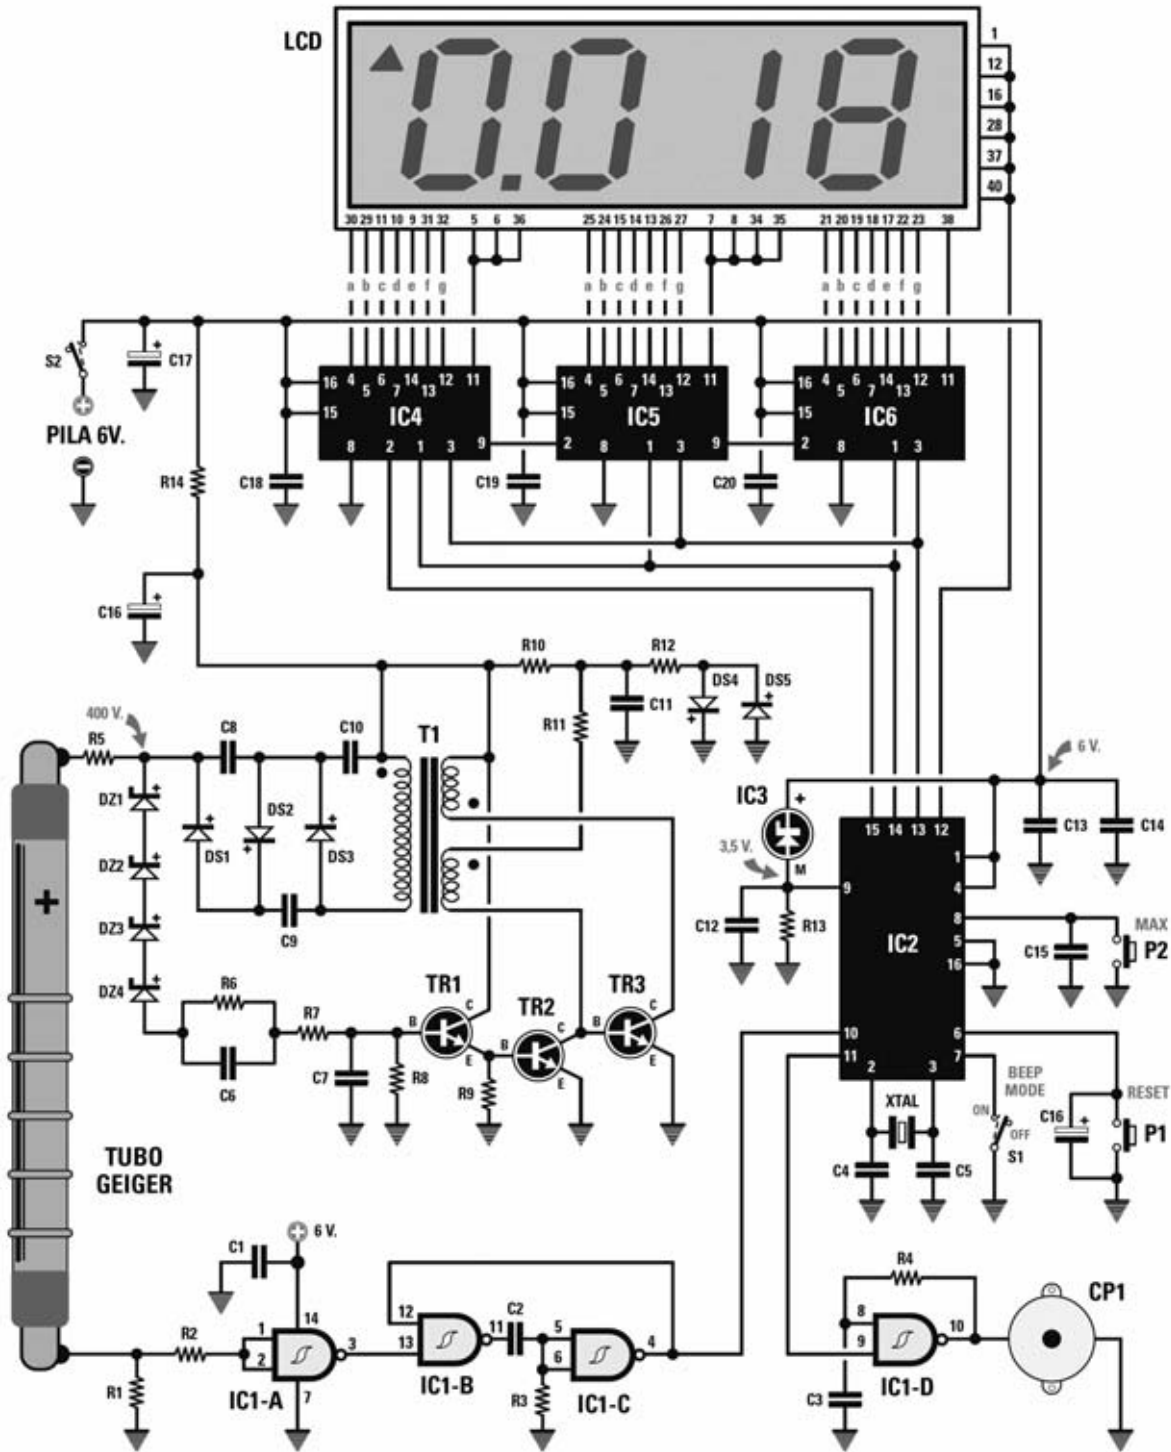 LCD
0.0 18
1
12
16
28
37
40
30 29 11 10 9 31 32 5 6 36 25 24 15 14 13 26 27 7 8 34 35 21 20 19 18 17 22 23 38
a b c d e f g a b c d e f g a b c d e f g
S2
C17
PILA 6V.
R14
16 4 5 6 7 14 13 12 11
15 IC4
8 2 1 3 9
16 4 5 6 7 14 13 12 11
15 IC5
2 8 1 3 9
16 4 5 6 7 14 13 12 11
15 IC6
2 8 1 3
C18
C19
C20
C16
R10
R12
R11
C11
DS4
DS5
400 V.
R5
C8
C10
T1
DZ1
DZ2
DZ3
DZ4
DS1
DS2
DS3
C9
6 V.
IC3
+
M
3,5 V.
C12
R13
15 14 13 12
1
4
9
8
5
16
IC2
10
11
6
7
2 3
C13
C14
C15
MAX
P2
R6
C6
R7
C7
R8
TR1
B C E
R9
TR2
B C E
TR3
B C E
XTAL
C4
C5
BEEP
MODE
ON
OFF
S1
C16
RESET
P1
+
TUBO
GEIGER
6 V.
C1
14
R2
R1
1
2
3
7
IC1-A
12
13
11
IC1-B
C2
R3
5
6
4
IC1-C
R4
8
9
10
IC1-D
C3
CP1